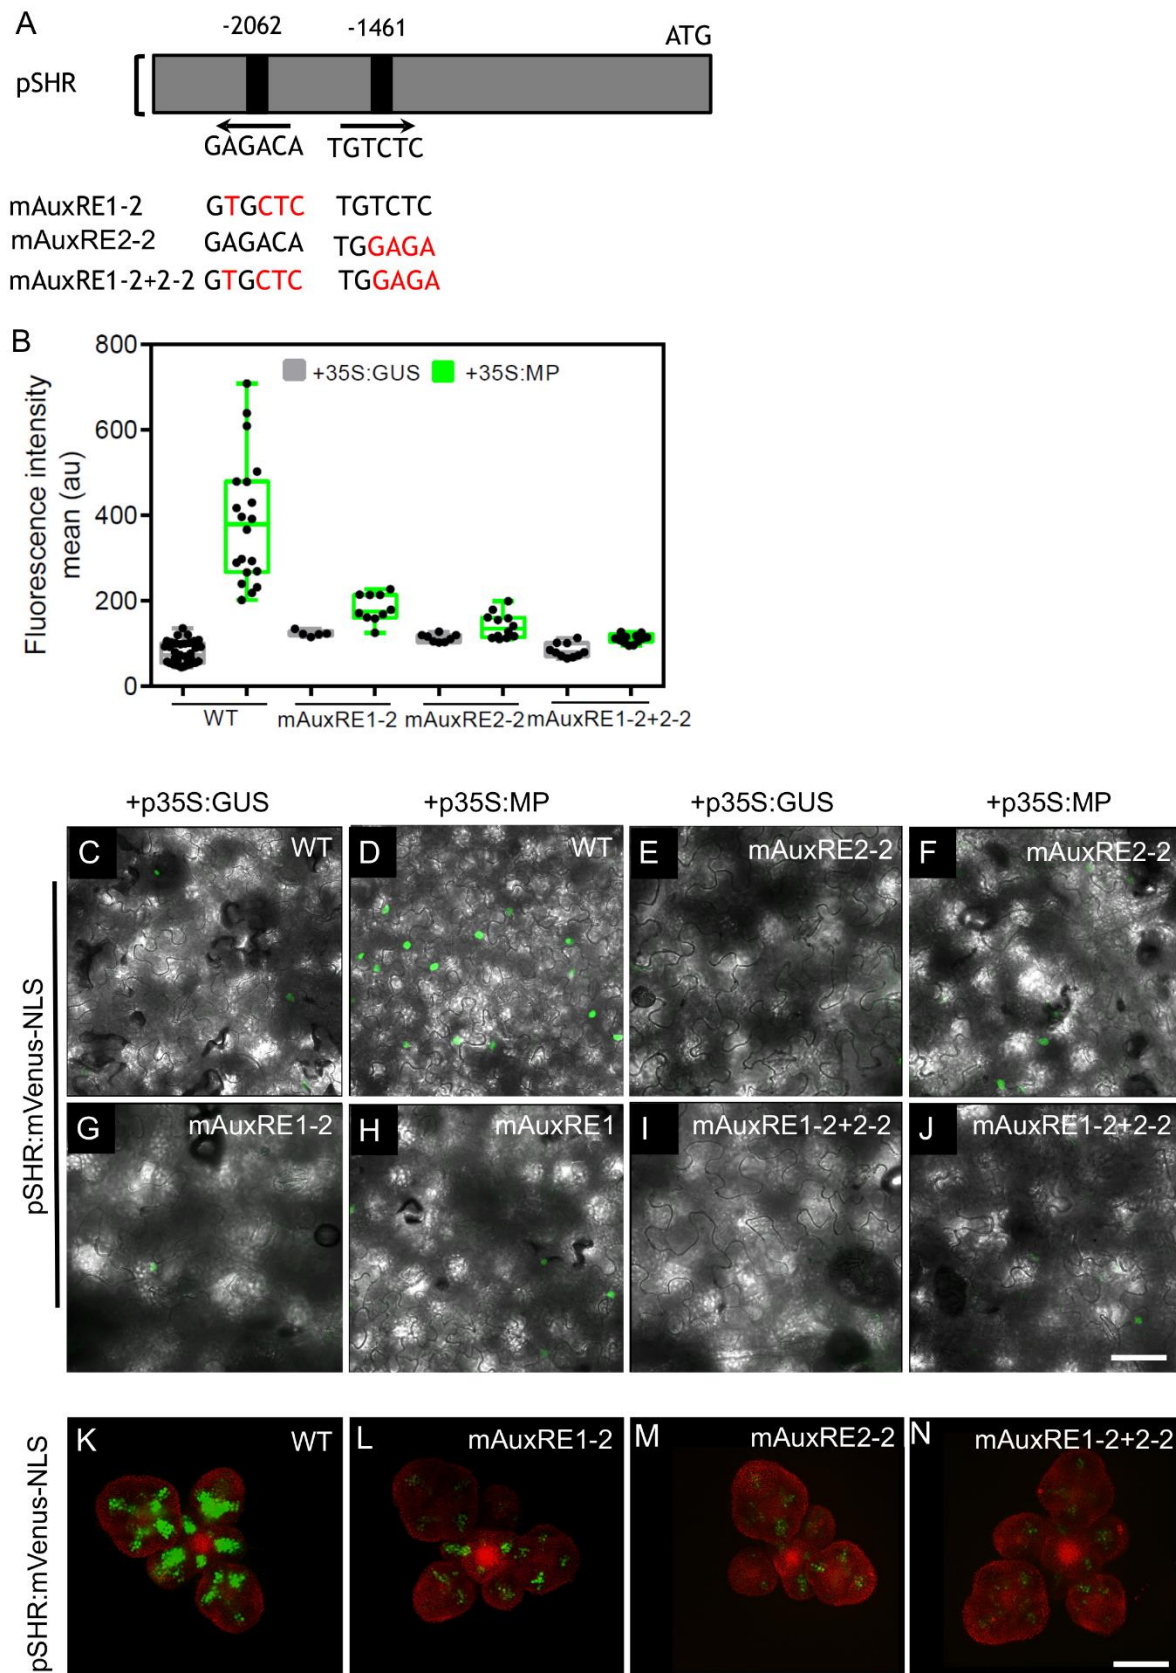 A
-2062 -1461 ATG
pSHR
GAGACA TGTCTC
mAuxRE1-2 GTGCTC TGTCTC
mAuxRE2-2 GAGACA TGGAGA
mAuxRE1-2+2-2 GTGCTC TGGAGA
B
Fluorescence intensity
mean (au)
800
600
400
200
0
+35S:GUS +35S:MP
WT mAuxRE1-2 mAuxRE2-2 mAuxRE1-2+2-2
+p35S:GUS +p35S:MP +p35S:GUS +p35S:MP
pSHR:mVenus-NLS
C WT D WT E mAuxRE2-2 F mAuxRE2-2
G mAuxRE1-2 H mAuxRE1 I mAuxRE1-2+2-2 J mAuxRE1-2+2-2
pSHR:mVenus-NLS
K WT L mAuxRE1-2 M mAuxRE2-2 N mAuxRE1-2+2-2